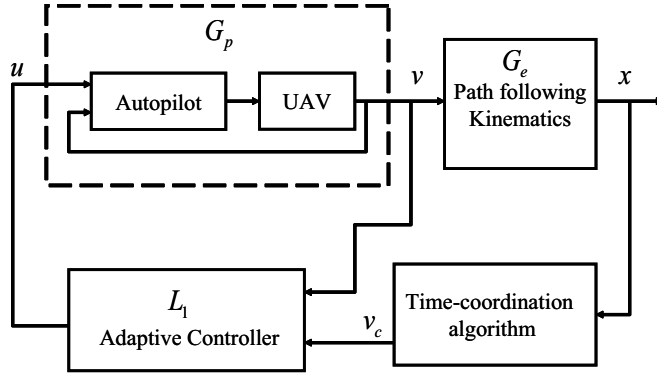 G_p
u
Autopilot
UAV
v
G_e
Path following
Kinematics
x
L_1
Adaptive Controller
v_c
Time-coordination
algorithm